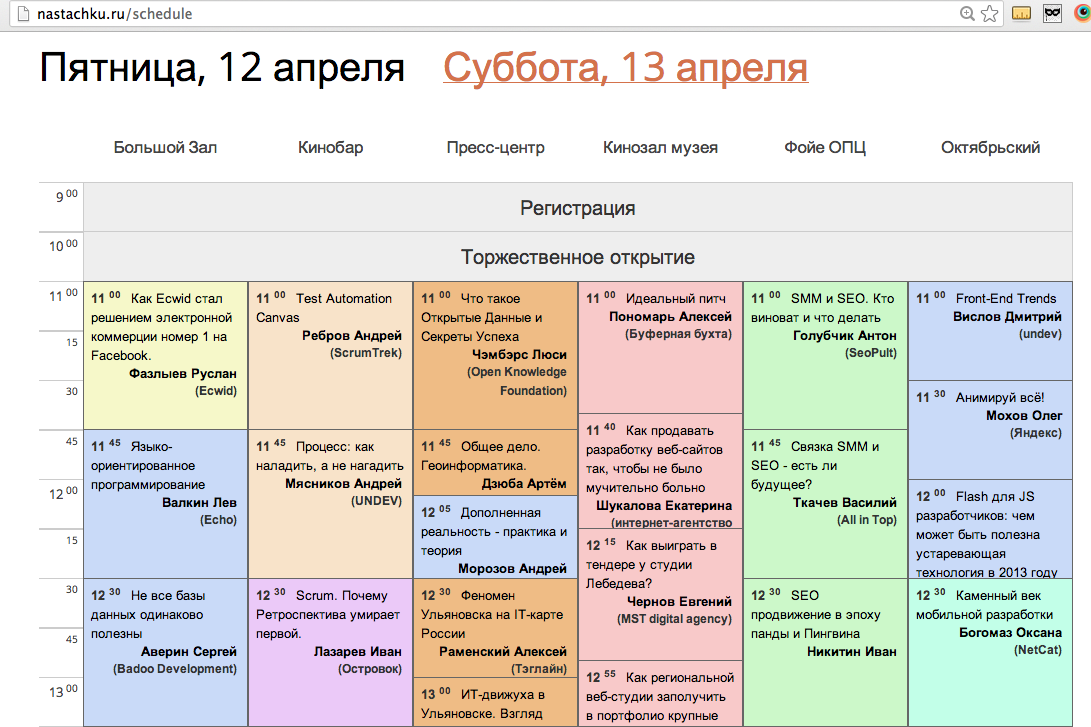 nastachku.ru/schedule
Пятница, 12 апреля
Суббота, 13 апреля
Большой Зал
Кинобар
Пресс-центр
Кинозал музея
Фойе ОПЦ
Октябрьский
9 00
Регистрация
10 00
Торжественное открытие
11 00
15
30
45
12 00
15
30
45
13 00
11 00 Как Ecwid стал
решением электронной
коммерции номер 1 на
Facebook.
Фазлыев Руслан
(Ecwid)
11 45 Языко-
ориентированное
программирование
Валкин Лев
(Echo)
12 30 Не все базы
данных одинаково
полезны
Аверин Сергей
(Badoo Development)
11 00 Test Automation
Canvas
Ребров Андрей
(ScrumTrek)
11 45 Процесс: как
наладить, а не нагадить
Мясников Андрей
(UNDEV)
12 30 Scrum. Почему
Ретроспектива умирает
первой.
Лазарев Иван
(Островок)
11 00 Что такое
Открытые Данные и
Секреты Успеха
Чэмбэрс Люси
(Open Knowledge
Foundation)
11 45 Общее дело.
Геоинформатика.
Дзюба Артём
12 05 Дополненная
реальность - практика и
теория
Морозов Андрей
12 30 Феномен
Ульяновска на IT-карте
России
Раменский Алексей
(Тэглайн)
13 00 ИТ-движуха в
Ульяновске. Взгляд
11 00 Идеальный питч
Пономарь Алексей
(Буферная бухта)
11 40 Как продавать
разработку веб-сайтов
так, чтобы не было
мучительно больно
Шукалова Екатерина
(интернет-агентство
12 15 Как выиграть в
тендере у студии
Лебедева?
Чернов Евгений
(MST digital agency)
12 55 Как региональной
веб-студии заполучить
в портфолио крупные
11 00 SMM и SEO. Кто
виноват и что делать
Голубчик Антон
(SeoPult)
11 45 Связка SMM и
SEO - есть ли
будущее?
Ткачев Василий
(All in Top)
12 30 SEO
продвижение в эпоху
панды и Пингвина
Никитин Иван
11 00 Front-End Trends
Вислов Дмитрий
(undev)
11 30 Анимируй всё!
Мохов Олег
(Яндекс)
12 00 Flash для JS
разработчиков: чем
может быть полезна
устаревающая
технология в 2013 году
12 30 Каменный век
мобильной разработки
Богомаз Оксана
(NetCat)